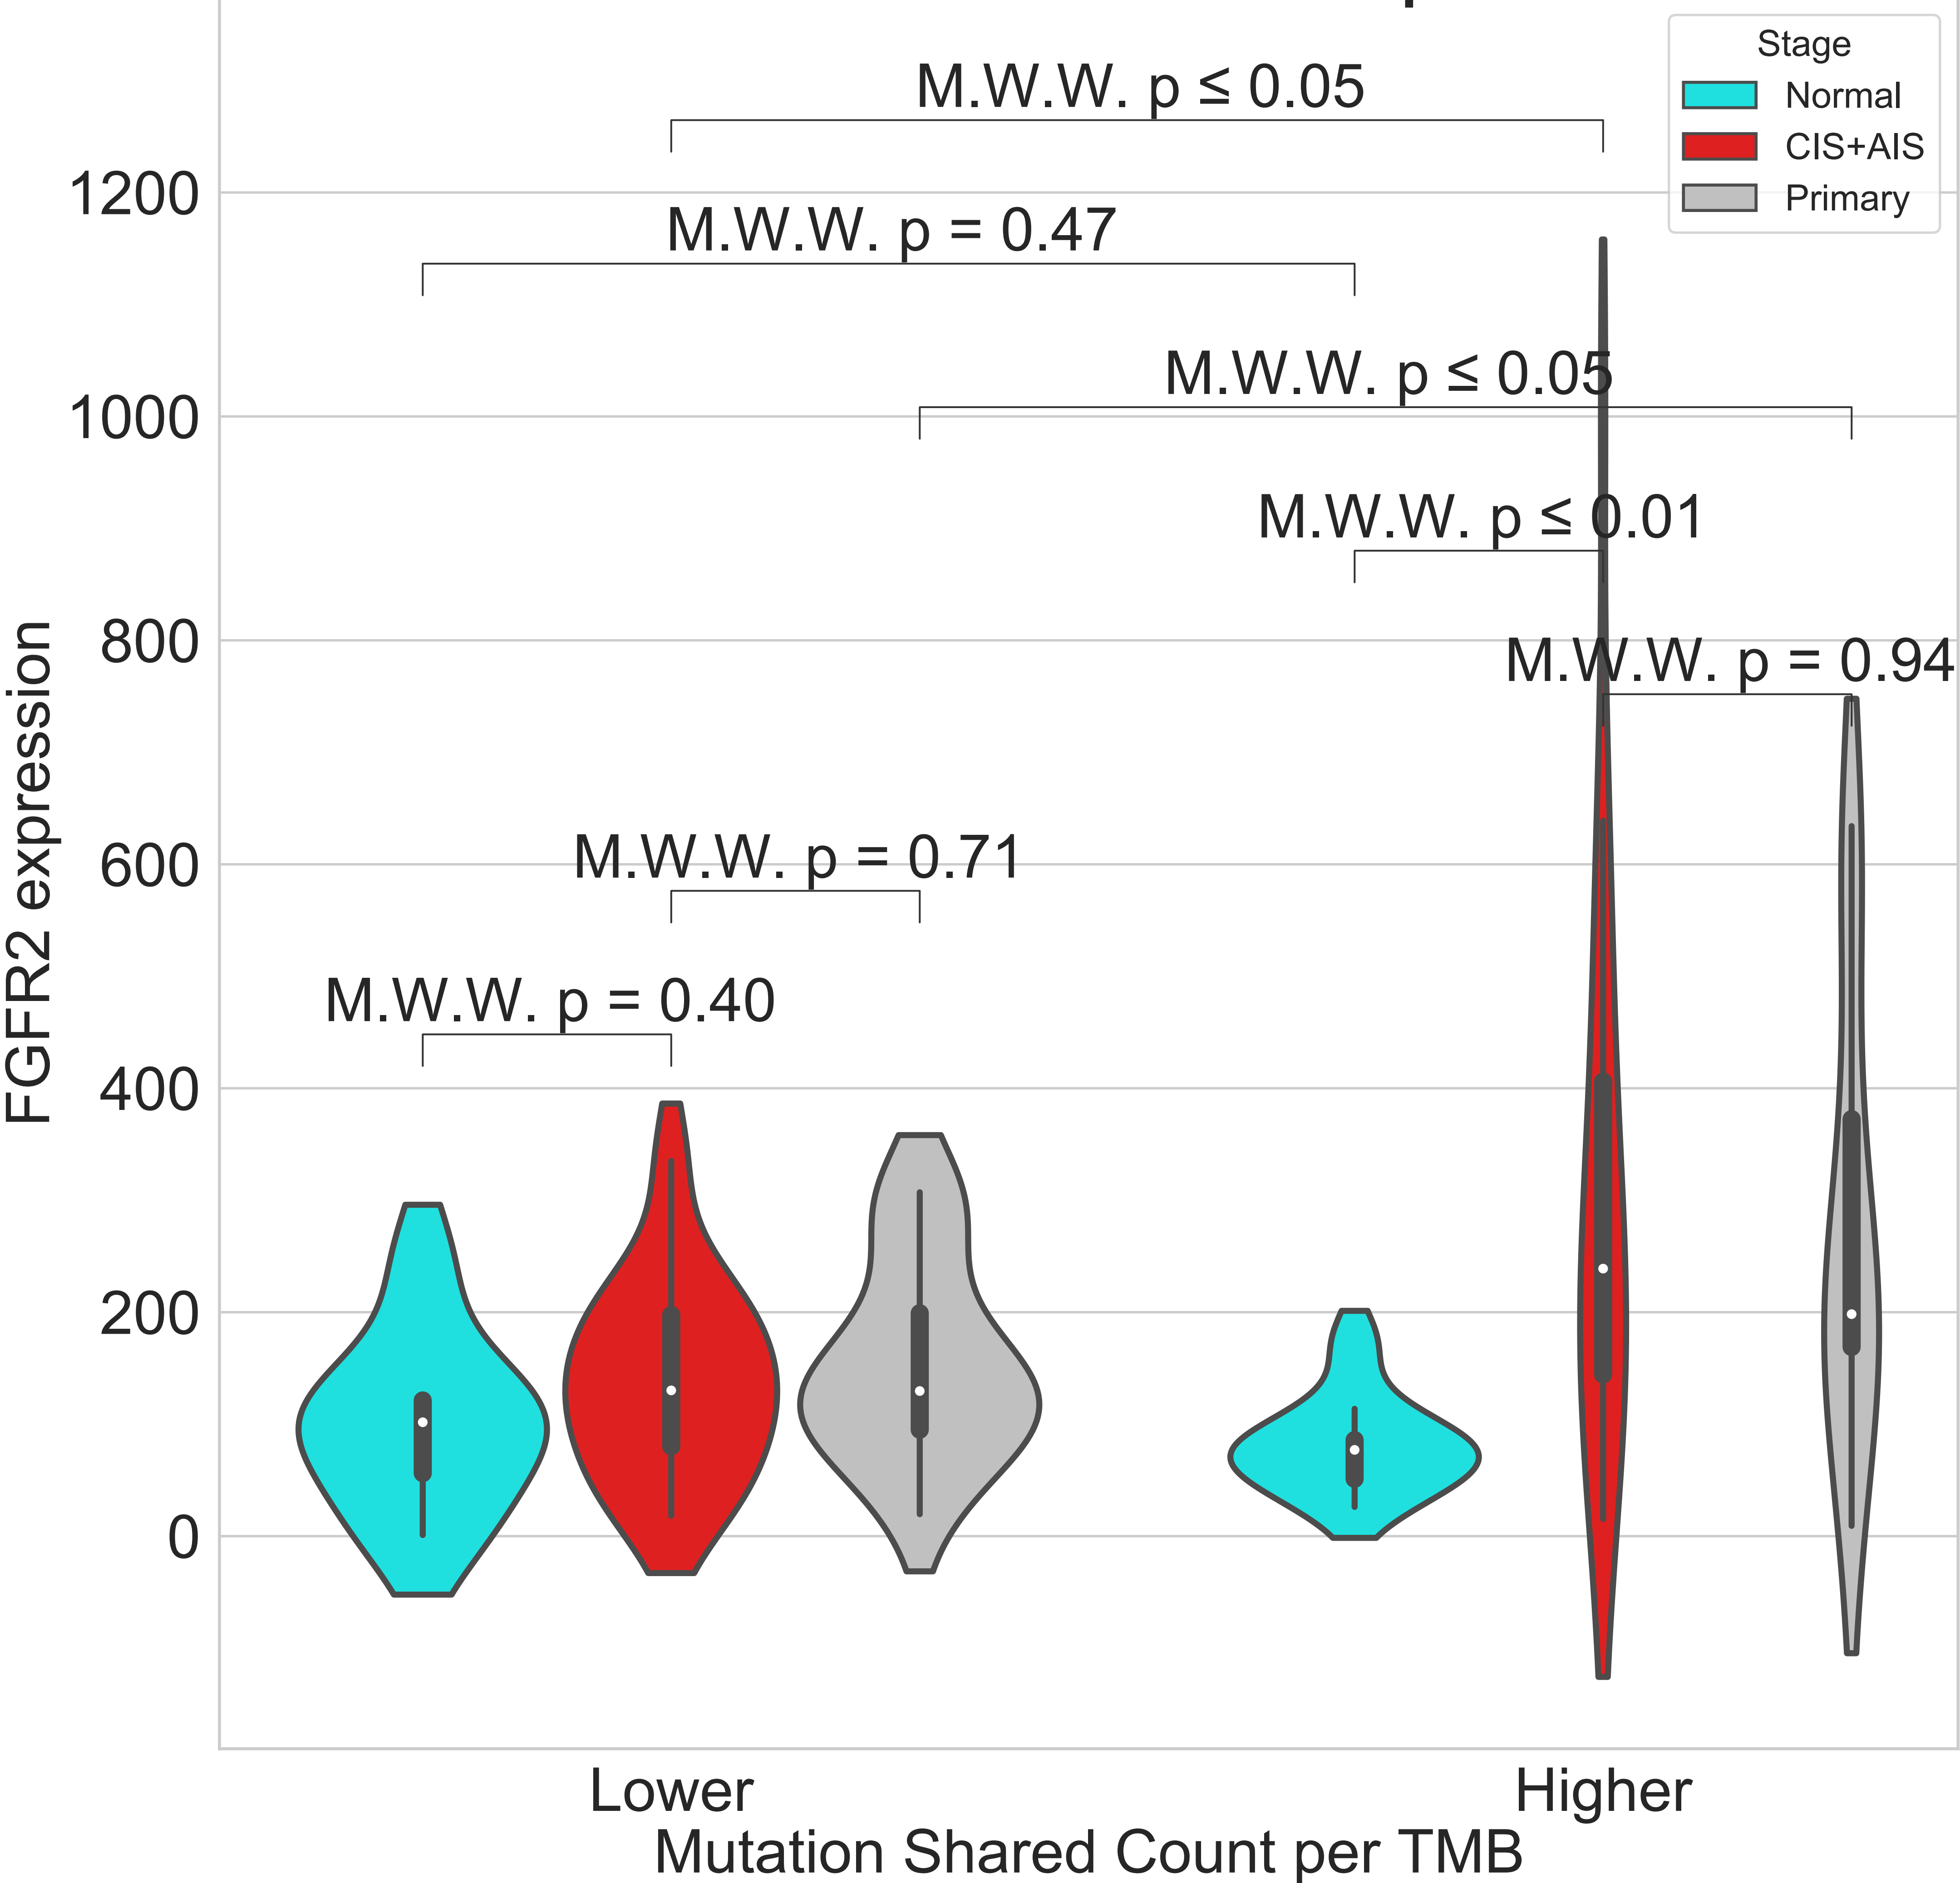 Stage
Normal
CIS+AIS
Primary
M.W.W. p ≤ 0.05
1200
M.W.W. p = 0.47
M.W.W. p ≤ 0.05
1000
M.W.W. p ≤ 0.01
800
M.W.W. p = 0.94
M.W.W. p = 0.71
600
M.W.W. p = 0.40
400
200
0
FGFR2 expression
Lower
Higher
Mutation Shared Count per TMB